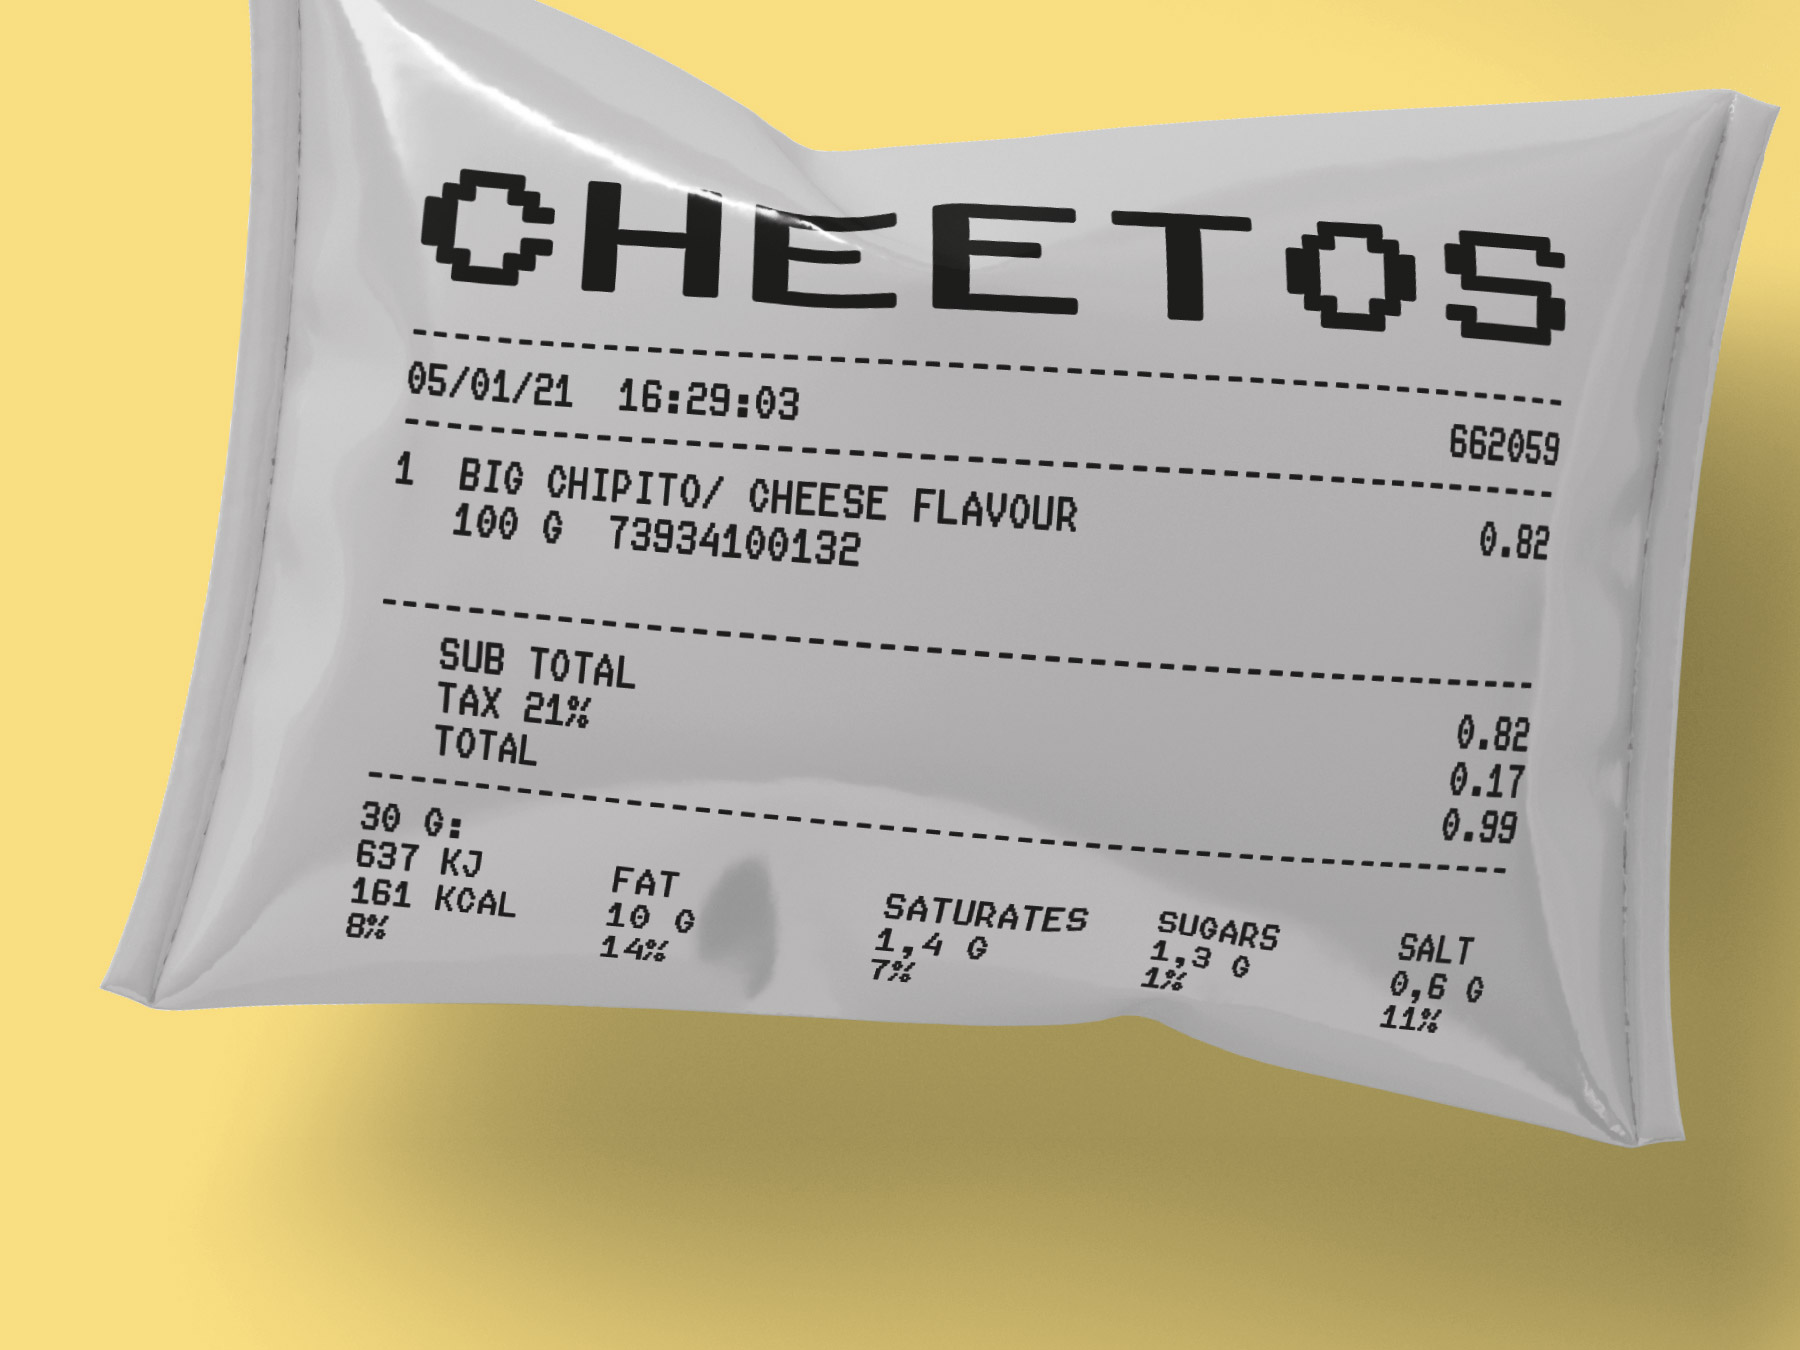 CHEETOS
05/01/21 16:29:03 662059
1 BIG CHIPITO/ CHEESE FLAVOUR 0.82
100 G 73934100132
SUB TOTAL 0.82
TAX 21% 0.17
TOTAL 0.99
30 G:
637 KJ FAT SATURATES SUGARS SALT
161 KCAL 10 G 1,4 G 1,3 G 0,6 G
8% 14% 7% 1% 11%